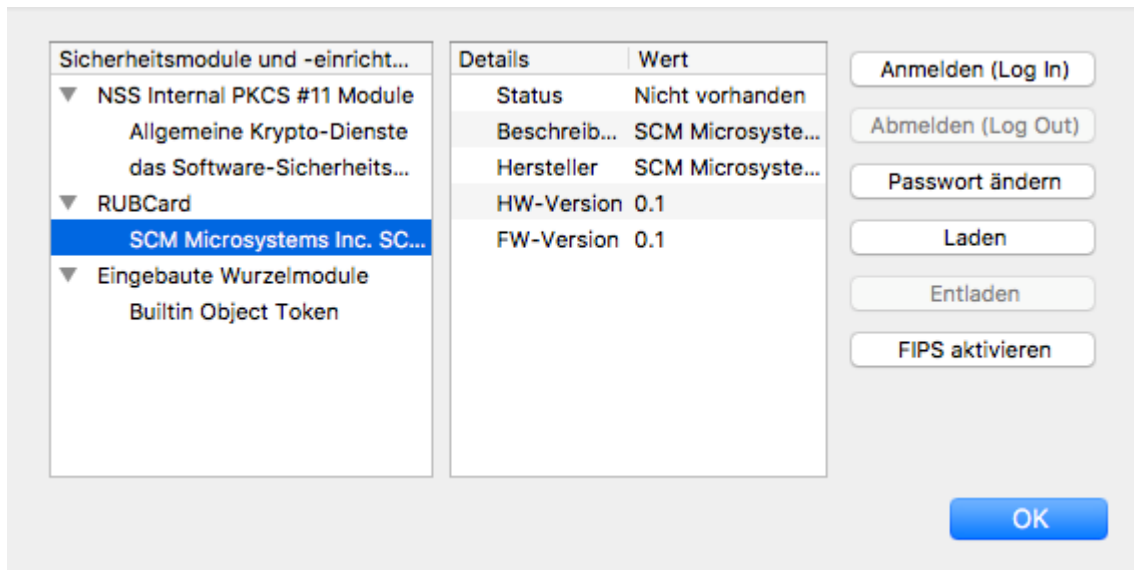 Sicherheitsmodule und -einricht...
NSS Internal PKCS #11 Module
Allgemeine Krypto-Dienste
das Software-Sicherheits...
RUBCard
SCM Microsystems Inc. SC...
Eingebaute Wurzelmodule
Builtin Object Token
Details Wert
Status Nicht vorhanden
Beschreib... SCM Microsyste...
Hersteller SCM Microsyste...
HW-Version 0.1
FW-Version 0.1
Anmelden (Log In)
Abmelden (Log Out)
Passwort ändern
Laden
Entladen
FIPS aktivieren
OK